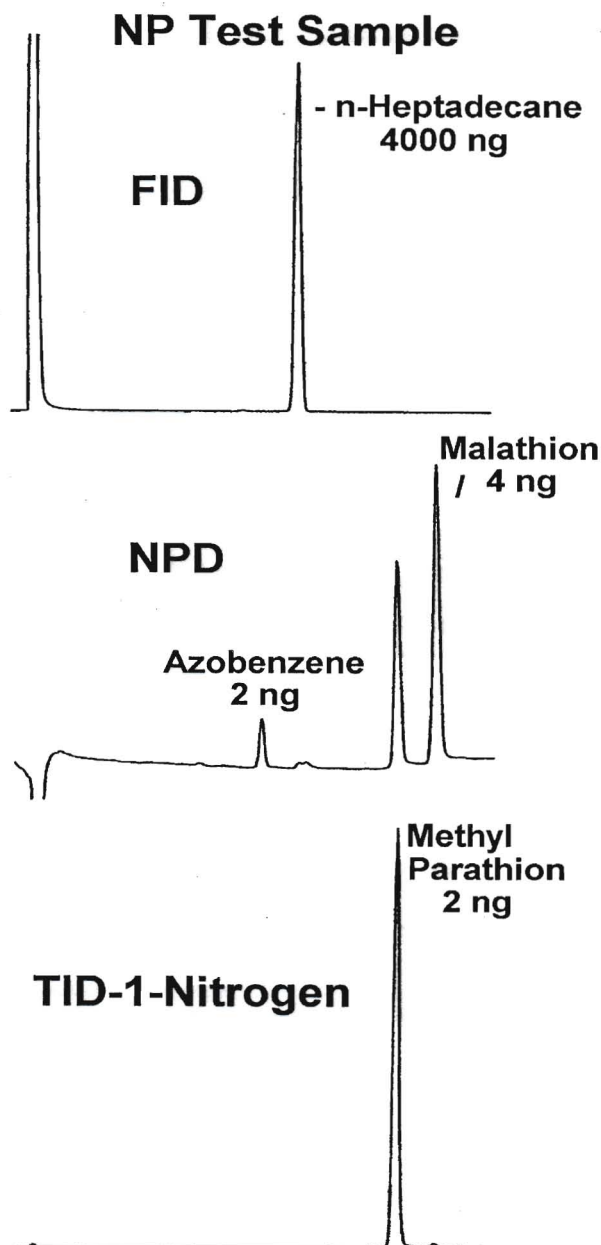 NP Test Sample
- n-Heptadecane
4000 ng
FID
Malathion
/ 4 ng
NPD
Azobenzene
2 ng
Methyl
Parathion
2 ng
TID-1-Nitrogen